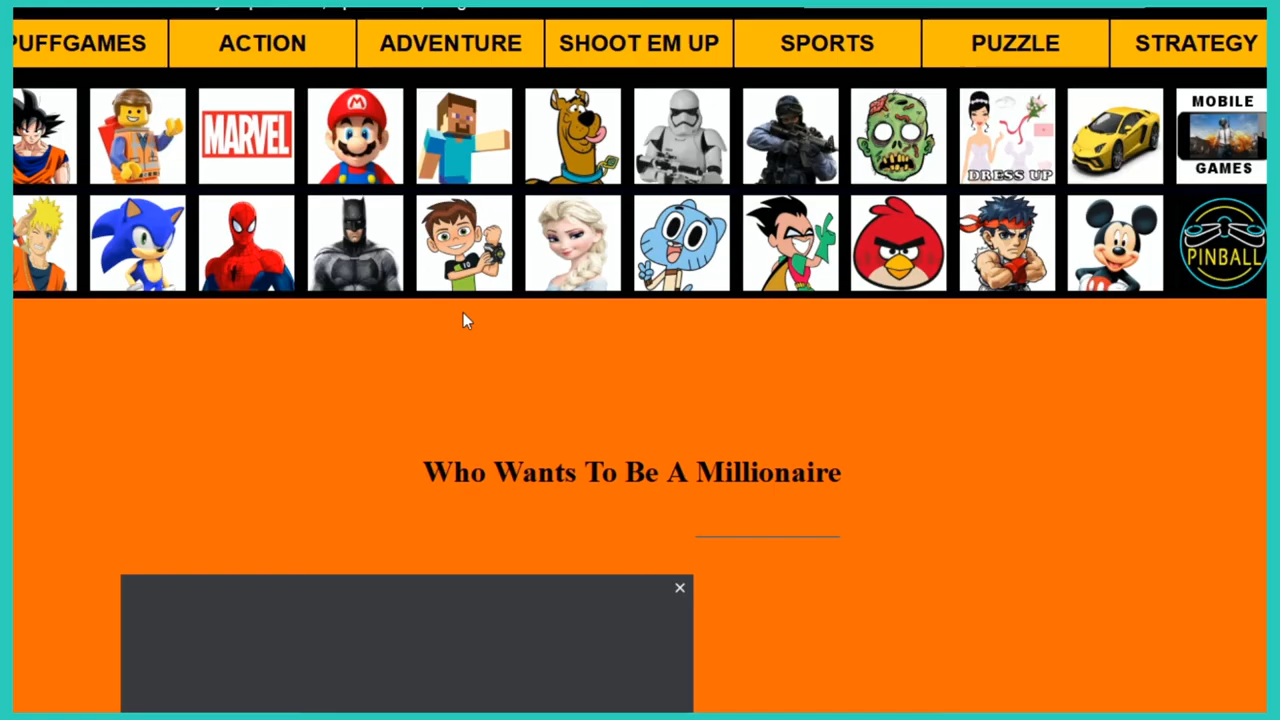 PUFFGAMES
ACTION
ADVENTURE
SHOOT EM UP
SPORTS
PUZZLE
STRATEGY
MARVEL
M
DRESS UP
MOBILE
GAMES
10
PINBALL
Who Wants To Be A Millionaire